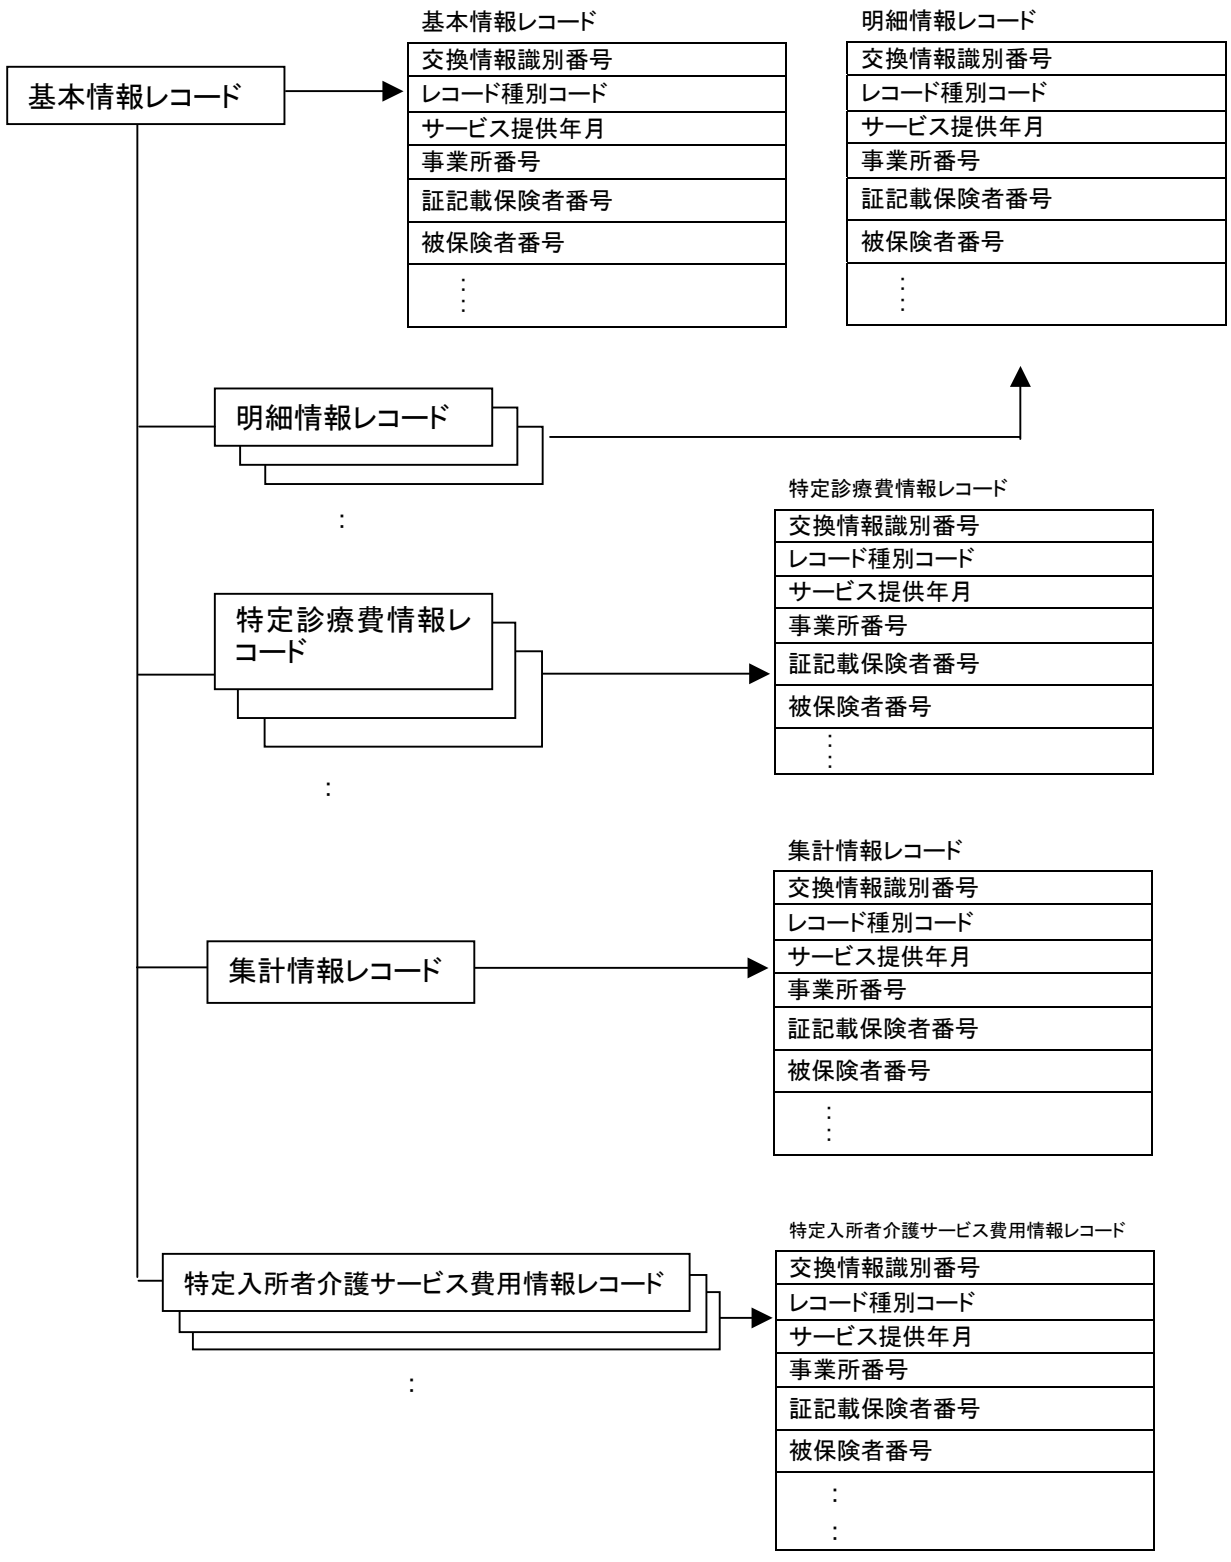 基本情報レコード
基本情報レコード
交換情報識別番号
レコード種別コード
サービス提供年月
事業所番号
証記載保険者番号
被保険者番号
:
:
明細情報レコード
交換情報識別番号
レコード種別コード
サービス提供年月
事業所番号
証記載保険者番号
被保険者番号
:
:
明細情報レコード
:
特定診療費情報レ
コード
:
特定診療費情報レコード
交換情報識別番号
レコード種別コード
サービス提供年月
事業所番号
証記載保険者番号
被保険者番号
:
:
集計情報レコード
集計情報レコード
交換情報識別番号
レコード種別コード
サービス提供年月
事業所番号
証記載保険者番号
被保険者番号
:
:
特定入所者介護サービス費用情報レコード
:
特定入所者介護サービス費用情報レコード
交換情報識別番号
レコード種別コード
サービス提供年月
事業所番号
証記載保険者番号
被保険者番号
:
: